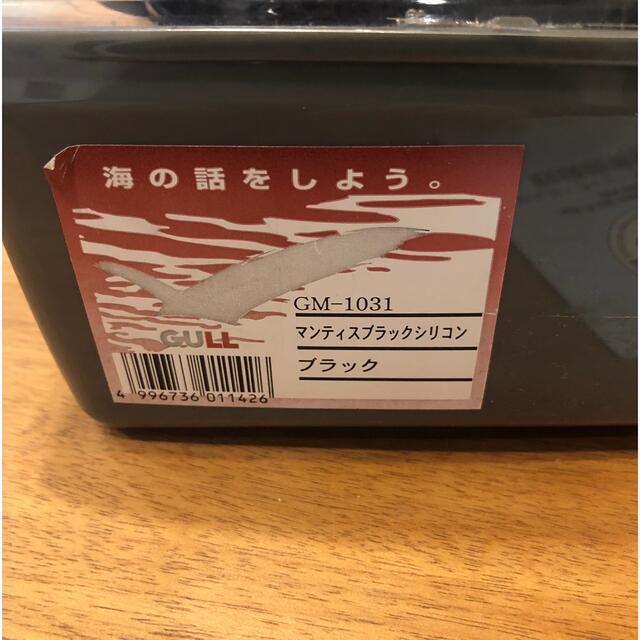 海の話をしよう。
GM-1031
マンティスブラックシリコン
ブラック
GULL
4 996736 011426